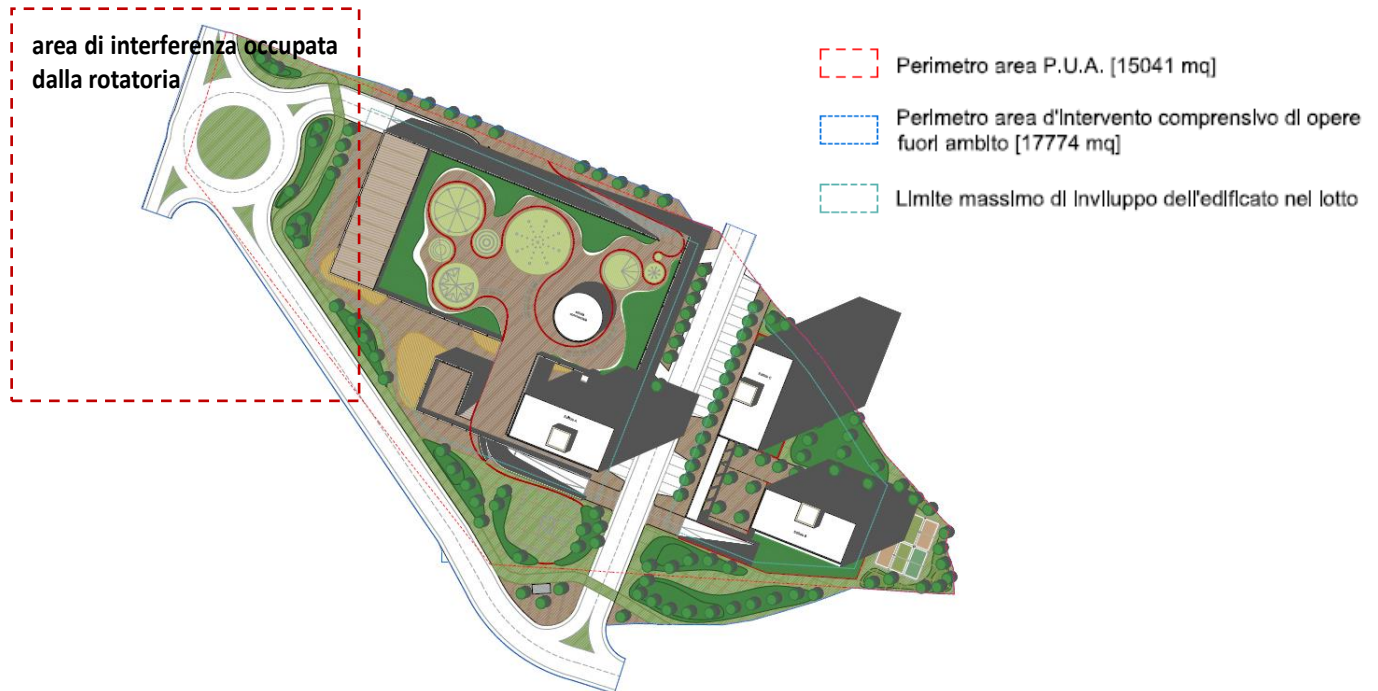 area di interferenza occupata
dalla rotatoria
Perimetro area P.U.A. [15041 mq]
Perimetro area d'intervento comprensivo di opere
fuori ambito [17774 mq]
Limite massimo di inviluppo dell'edificato nel lotto